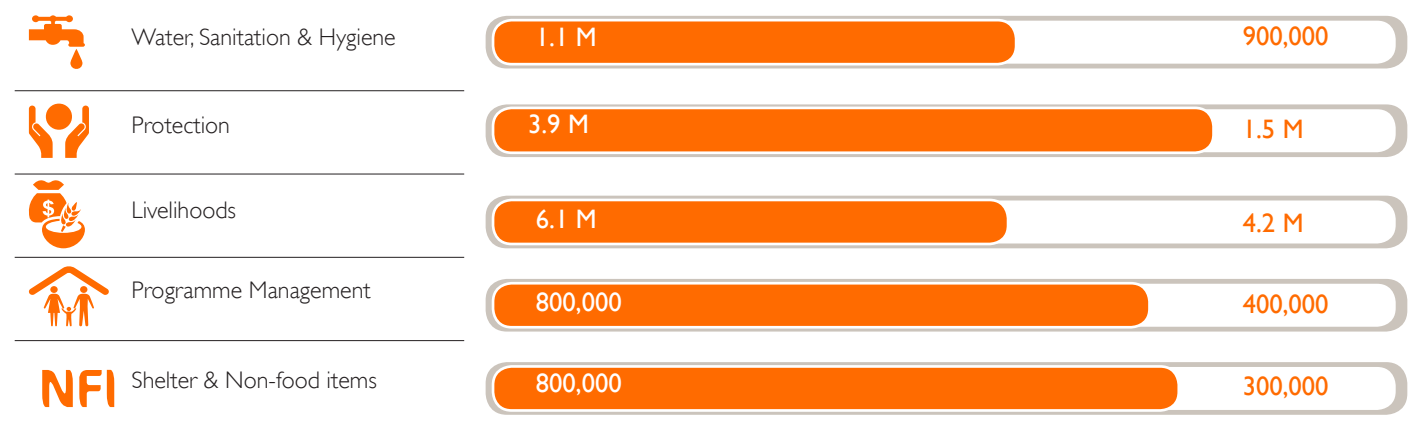 Water, Sanitation & Hygiene 1.1 M 900,000
Protection 3.9 M 1.5 M
$
Livelihoods 6.1 M 4.2 M
Programme Management 800,000 400,000
NFI Shelter & Non-food items 800,000 300,000